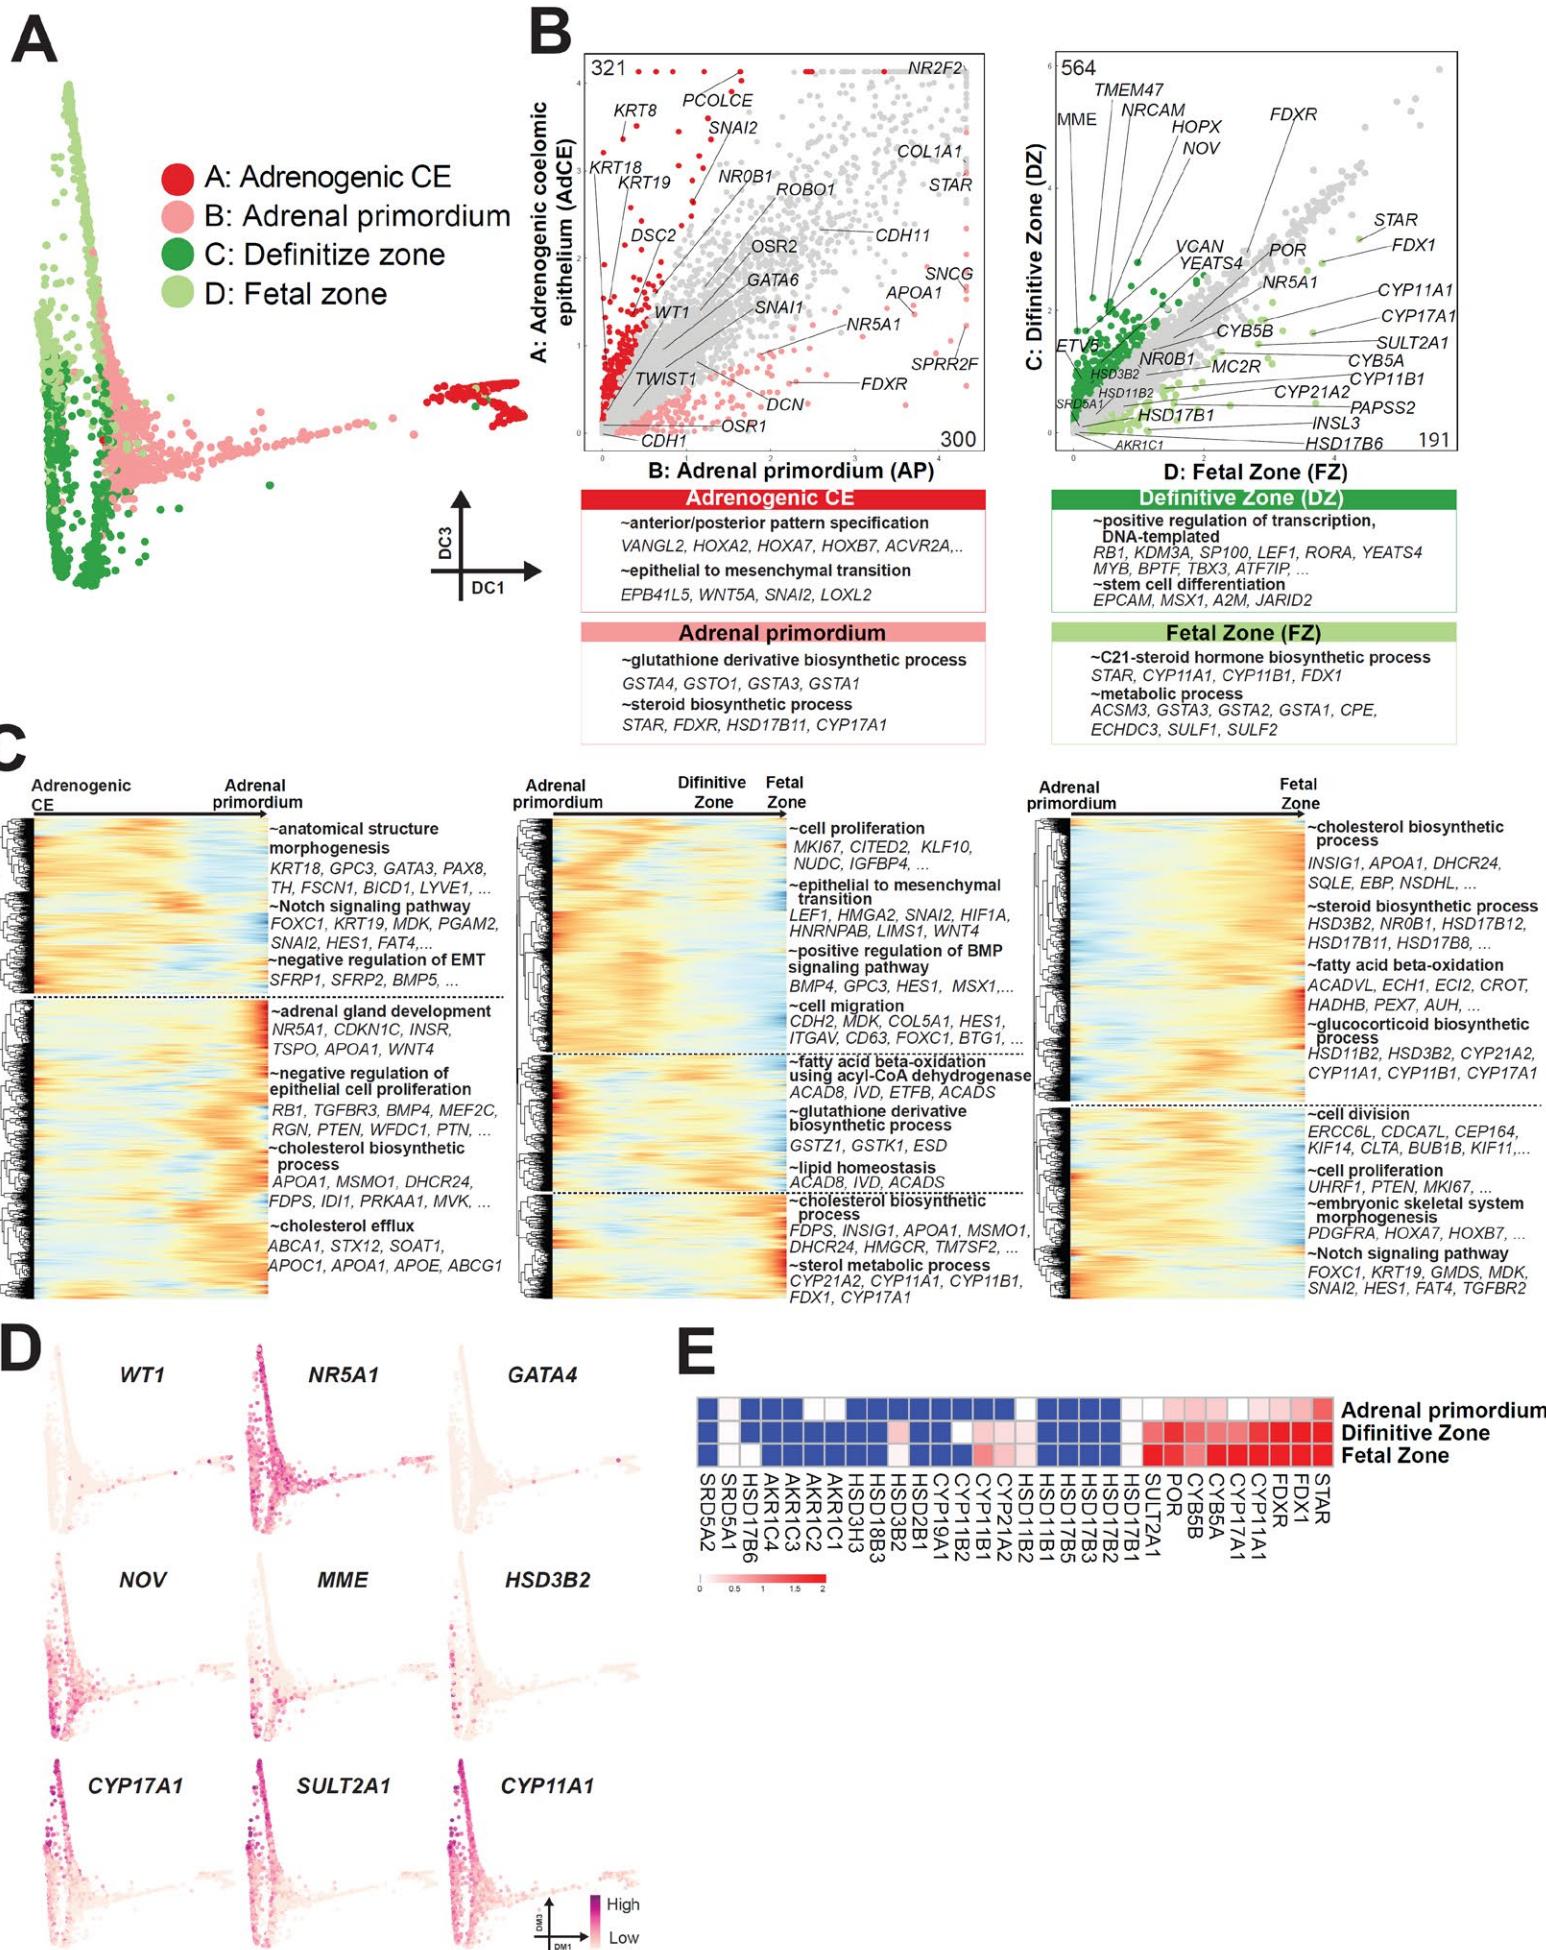 A
A: Adrenogenic CE
B: Adrenal primordium
C: Definitize zone
D: Fetal zone
DC3
DC1
B
321
NR2F2
PCOLCE
KRT8
SNAI2
COL1A1
KRT18
KRT19
NR0B1
ROBO1
STAR
DSC2
OSR2
CDH11
GATA6
SNCG
APOA1
WT1
SNAI1
NR5A1
SPRR2F
TWIST1
FDXR
DCN
OSR1
CDH1
300
4
3
2
1
0
0
1
2
3
4
A: Adrenogenic coelomic
epithelium (AdCE)
B: Adrenal primordium (AP)
564
TMEM47
MME
NRCAM
HOPX
NOV
FDXR
STAR
FDX1
VCAN
YEATS4
POR
NR5A1
CYP11A1
CYP17A1
CYB5B
SULT2A1
ETV5
NR0B1
MC2R
CYB5A
HSD3B2
CYP11B1
HSD11B2
CYP21A2
SRD5A1
HSD17B1
PAPSS2
INSL3
AKR1C1
HSD17B6
191
6
4
2
0
0
2
4
C: Difinitive Zone (DZ)
D: Fetal Zone (FZ)
Adrenogenic CE
~anterior/posterior pattern specification
VANGL2, HOXA2, HOXA7, HOXB7, ACVR2A,..
~epithelial to mesenchymal transition
EPB41L5, WNT5A, SNAI2, LOXL2
Adrenal primordium
~glutathione derivative biosynthetic process
GSTA4, GSTO1, GSTA3, GSTA1
~steroid biosynthetic process
STAR, FDXR, HSD17B11, CYP17A1
Definitive Zone (DZ)
~positive regulation of transcription,
DNA-templated
RB1, KDM3A, SP100, LEF1, RORA, YEATS4
MYB, BPTF, TBX3, ATF7IP, ...
~stem cell differentiation
EPCAM, MSX1, A2M, JARID2
Fetal Zone (FZ)
~C21-steroid hormone biosynthetic process
STAR, CYP11A1, CYP11B1, FDX1
~metabolic process
ACSM3, GSTA3, GSTA2, GSTA1, CPE,
ECHDC3, SULF1, SULF2
C
Adrenogenic
CE
Adrenal
primordium
~anatomical structure
morphogenesis
KRT18, GPC3, GATA3, PAX8,
TH, FSCN1, BICD1, LYVE1, ...
~Notch signaling pathway
FOXC1, KRT19, MDK, PGAM2,
SNAI2, HES1, FAT4,...
~negative regulation of EMT
SFRP1, SFRP2, BMP5, ...
~adrenal gland development
NR5A1, CDKN1C, INSR,
TSPO, APOA1, WNT4
~negative regulation of
epithelial cell proliferation
RB1, TGFBR3, BMP4, MEF2C,
RGN, PTEN, WFDC1, PTN, ...
~cholesterol biosynthetic
process
APOA1, MSMO1, DHCR24,
FDPS, IDI1, PRKAA1, MVK, ...
~cholesterol efflux
ABCA1, STX12, SOAT1,
APOC1, APOA1, APOE, ABCG1
Adrenal
primordium
Difinitive
Zone
Fetal
Zone
~cell proliferation
MKI67, CITED2, KLF10,
NUDC, IGFBP4, ...
~epithelial to mesenchymal
transition
LEF1, HMGA2, SNAI2, HIF1A,
HNRNPAB, LIMS1, WNT4
~positive regulation of BMP
signaling pathway
BMP4, GPC3, HES1, MSX1,...
~cell migration
CDH2, MDK, COL5A1, HES1,
ITGAV, CD63, FOXC1, BTG1, ...
~fatty acid beta-oxidation
using acyl-CoA dehydrogenase
ACAD8, IVD, ETFB, ACADS
~glutathione derivative
biosynthetic process
GSTZ1, GSTK1, ESD
~lipid homeostasis
ACAD8, IVD, ACADS
~cholesterol biosynthetic
process
FDPS, INSIG1, APOA1, MSMO1,
DHCR24, HMGCR, TM7SF2, ...
~sterol metabolic process
CYP21A2, CYP11A1, CYP11B1,
FDX1, CYP17A1
Adrenal
primordium
Fetal
Zone
~cholesterol biosynthetic
process
INSIG1, APOA1, DHCR24,
SQLE, EBP, NSDHL, ...
~steroid biosynthetic process
HSD3B2, NR0B1, HSD17B12,
HSD17B11, HSD17B8, ...
~fatty acid beta-oxidation
ACADVL, ECH1, ECI2, CROT,
HADHB, PEX7, AUH, ...
~glucocorticoid biosynthetic
process
HSD11B2, HSD3B2, CYP21A2,
CYP11A1, CYP11B1, CYP17A1
~cell division
ERCC6L, CDCA7L, CEP164,
KIF14, CLTA, BUB1B, KIF11,...
~cell proliferation
UHRF1, PTEN, MKI67, ...
~embryonic skeletal system
morphogenesis
PDGFRA, HOXA7, HOXB7, ...
~Notch signaling pathway
FOXC1, KRT19, GMDS, MDK,
SNAI2, HES1, FAT4, TGFBR2
D
WT1
NR5A1
GATA4
NOV
MME
HSD3B2
CYP17A1
SULT2A1
CYP11A1
DM3
DM1
High
Low
E
Adrenal primordium
Difinitive Zone
Fetal Zone
SRD5A2
SRD5A1
HSD17B6
AKR1C4
AKR1C3
AKR1C2
AKR1C1
HSD3H3
HSD18B3
HSD3B2
HSD2B1
CYP19A1
CYP11B2
CYP11B1
CYP21A2
HSD11B2
HSD11B1
HSD17B5
HSD17B3
HSD17B2
HSD17B1
SULT2A1
POR
CYB5B
CYB5A
CYP17A1
CYP11A1
FDXR
FDX1
STAR
0
0.5
1
1.5
2